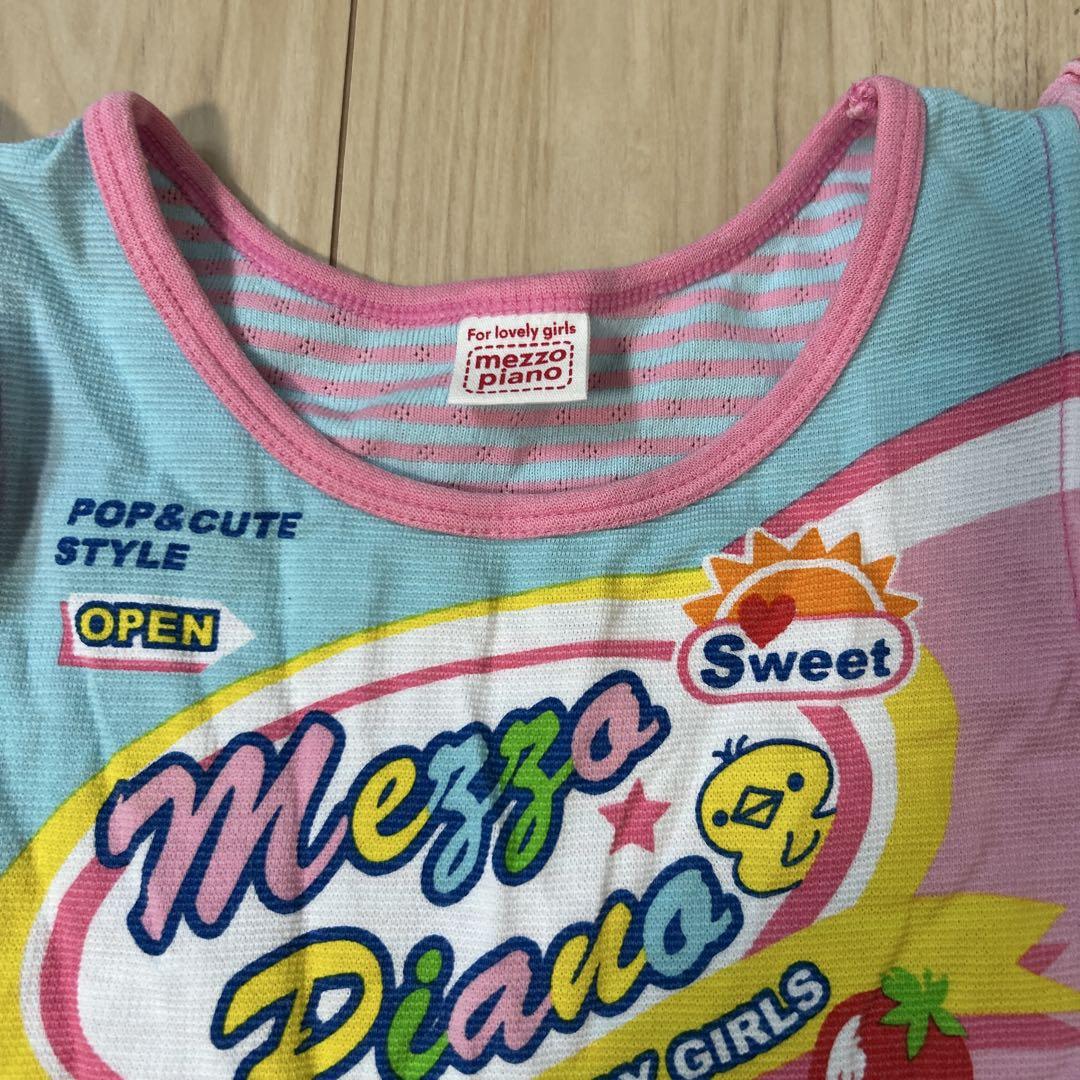 For lovely girls
mezzo
piano
POP&CUTE
STYLE
OPEN
Sweet
Mezzo
Piano
GIRLS